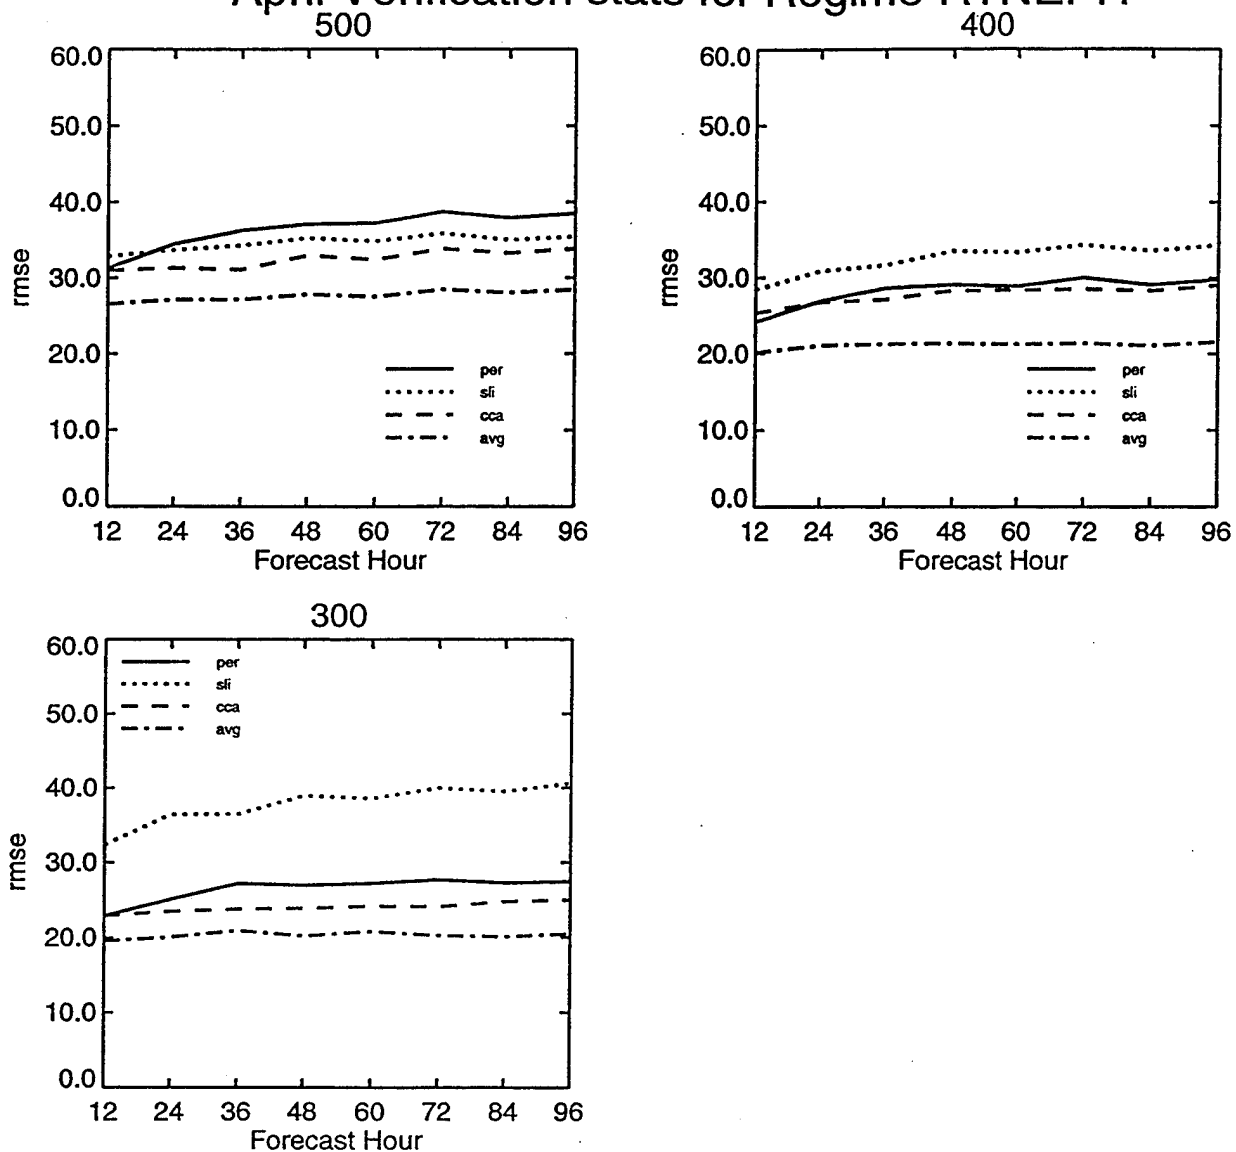 April Verification stats for Regime RTNEPH
500
60.0
50.0
40.0
30.0
20.0
10.0
0.0
rmse
per
sli
cca
avg
12 24 36 48 60 72 84 96
Forecast Hour
400
60.0
50.0
40.0
30.0
20.0
10.0
0.0
rmse
per
sli
cca
avg
12 24 36 48 60 72 84 96
Forecast Hour
300
60.0
50.0
40.0
30.0
20.0
10.0
0.0
rmse
per
sli
cca
avg
12 24 36 48 60 72 84 96
Forecast Hour